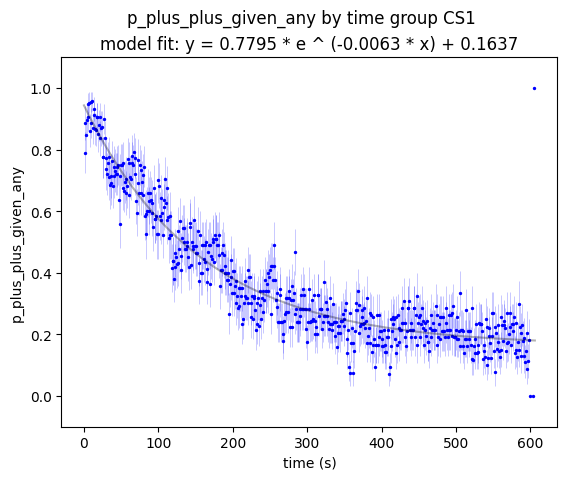 p_plus_plus_given_any by time group CS1
model fit: y = 0.7795 * e ^ (-0.0063 * x) + 0.1637
p_plus_plus_given_any
1.0
0.8
0.6
0.4
0.2
0.0
0 100 200 300 400 500 600
time (s)